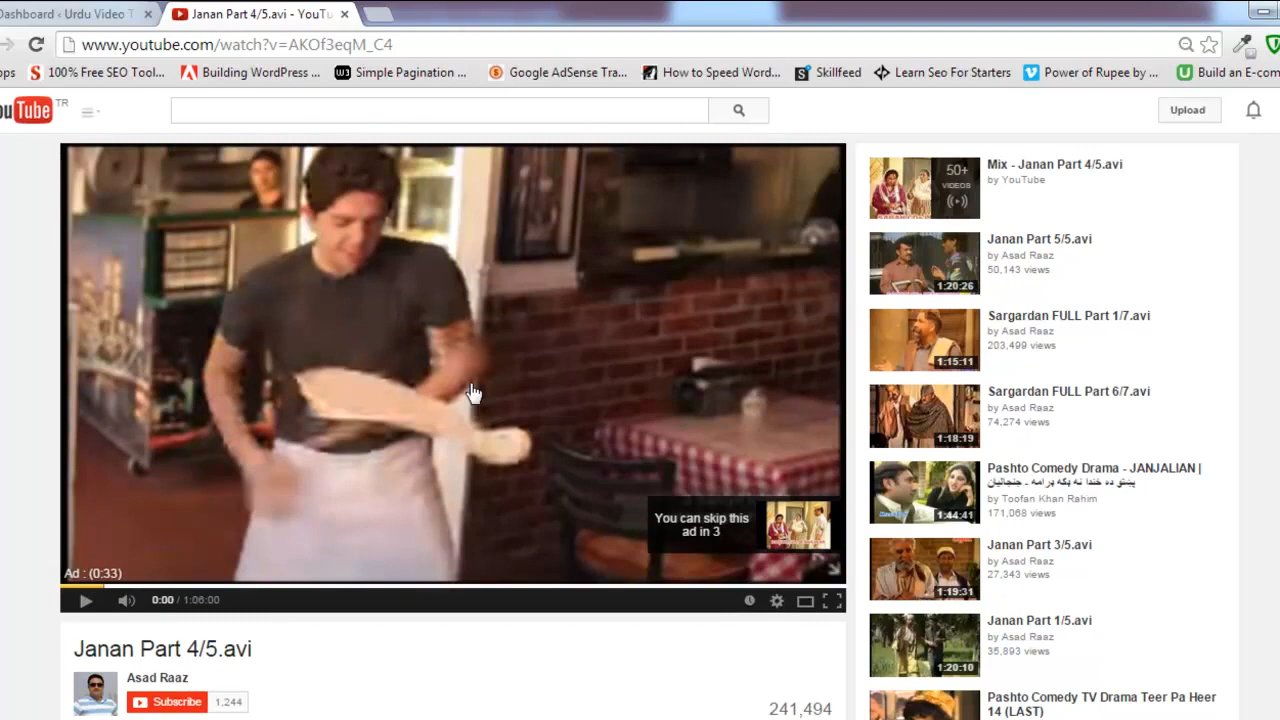 Dashboard ‹ Urdu Video T
Janan Part 4/5.avi - YouTu
www.youtube.com/watch?v=AKOf3eqM_C4
ops
100% Free SEO Tool...
Building WordPress ...
Simple Pagination ...
Google AdSense Tra...
How to Speed Word...
Skillfeed
Learn Seo For Starters
Power of Rupee by ...
Build an E-com
ouTube TR
Upload
You can skip this
ad in 3
Ad : (0:33)
0:00 / 1:06:00
Janan Part 4/5.avi
Asad Raaz
Subscribe 1,244
241,494
50+
VIDEOS
Mix - Janan Part 4/5.avi
by YouTube
Janan Part 5/5.avi
by Asad Raaz
50,143 views
1:20:26
Sargardan FULL Part 1/7.avi
by Asad Raaz
203,499 views
1:15:11
Sargardan FULL Part 6/7.avi
by Asad Raaz
74,274 views
1:18:19
Pashto Comedy Drama - JANJALIAN |
by Toofan Khan Rahim
171,068 views
1:44:41
Janan Part 3/5.avi
by Asad Raaz
27,343 views
1:19:31
Janan Part 1/5.avi
by Asad Raaz
35,893 views
1:20:10
Pashto Comedy TV Drama Teer Pa Heer
14 (LAST)